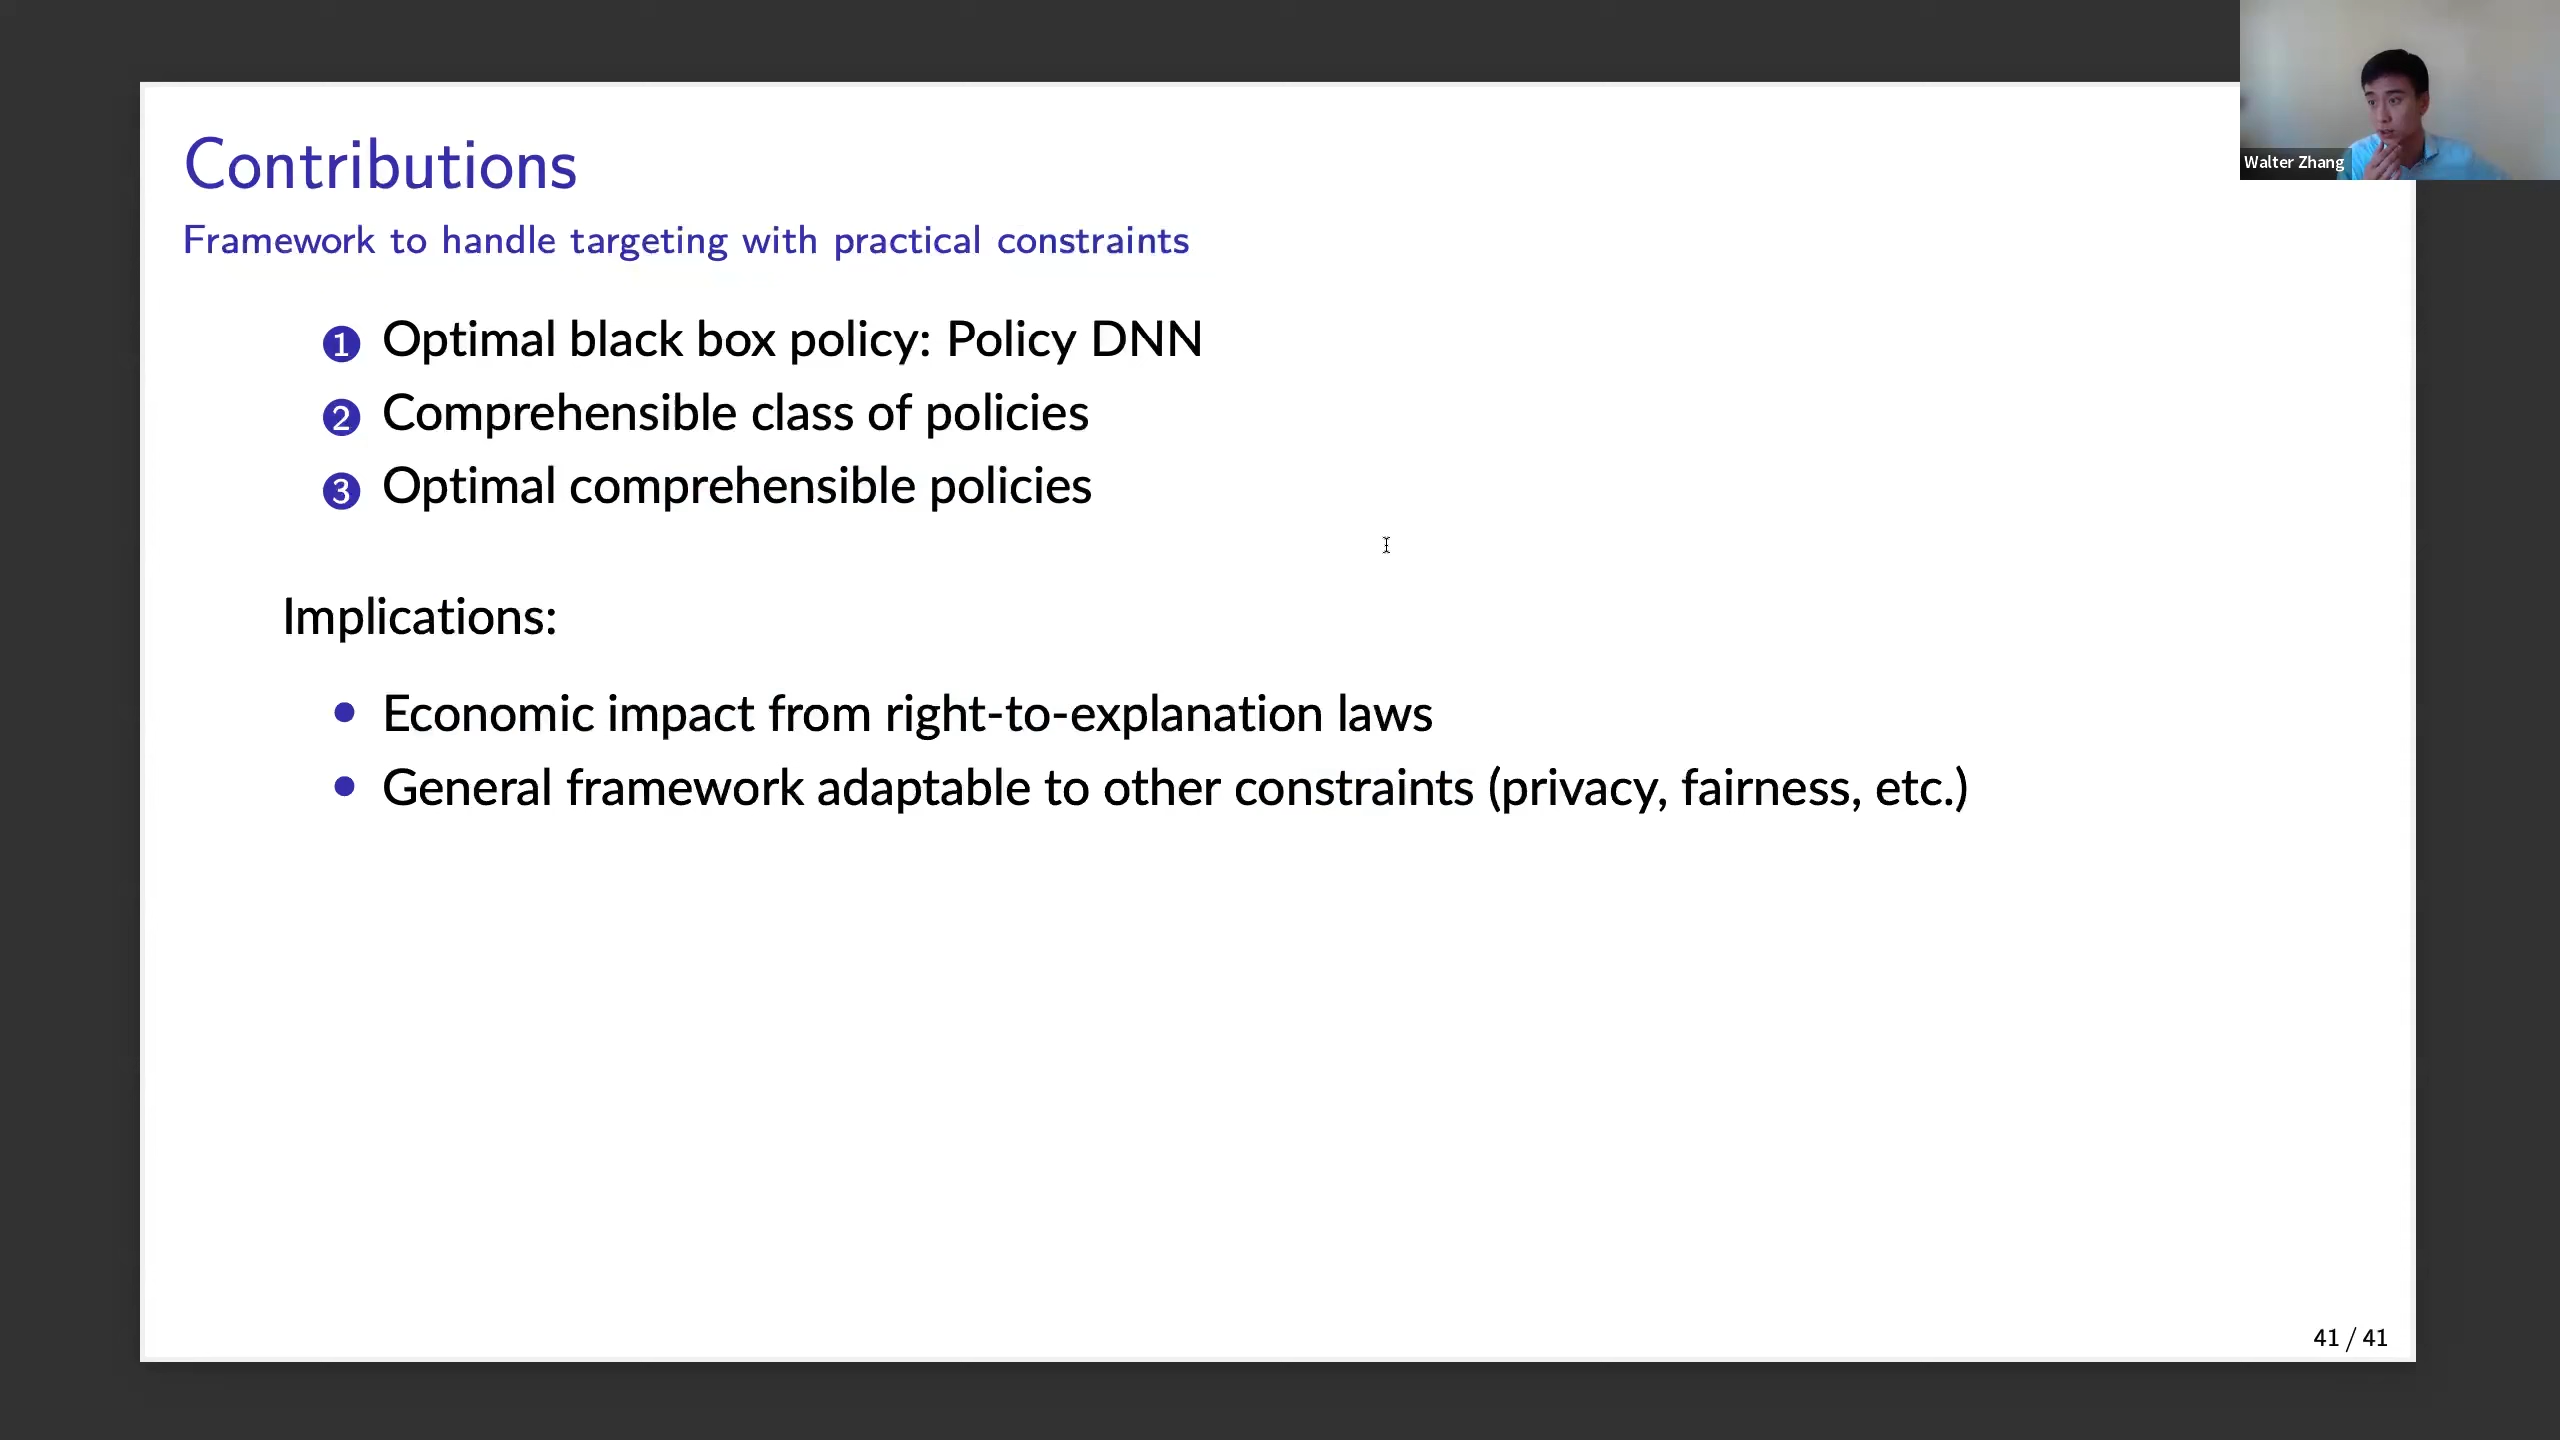 Walter Zhang
Contributions
Framework to handle targeting with practical constraints
1 Optimal black box policy: Policy DNN
2 Comprehensible class of policies
3 Optimal comprehensible policies
Implications:
• Economic impact from right-to-explanation laws
• General framework adaptable to other constraints (privacy, fairness, etc.)
41 / 41